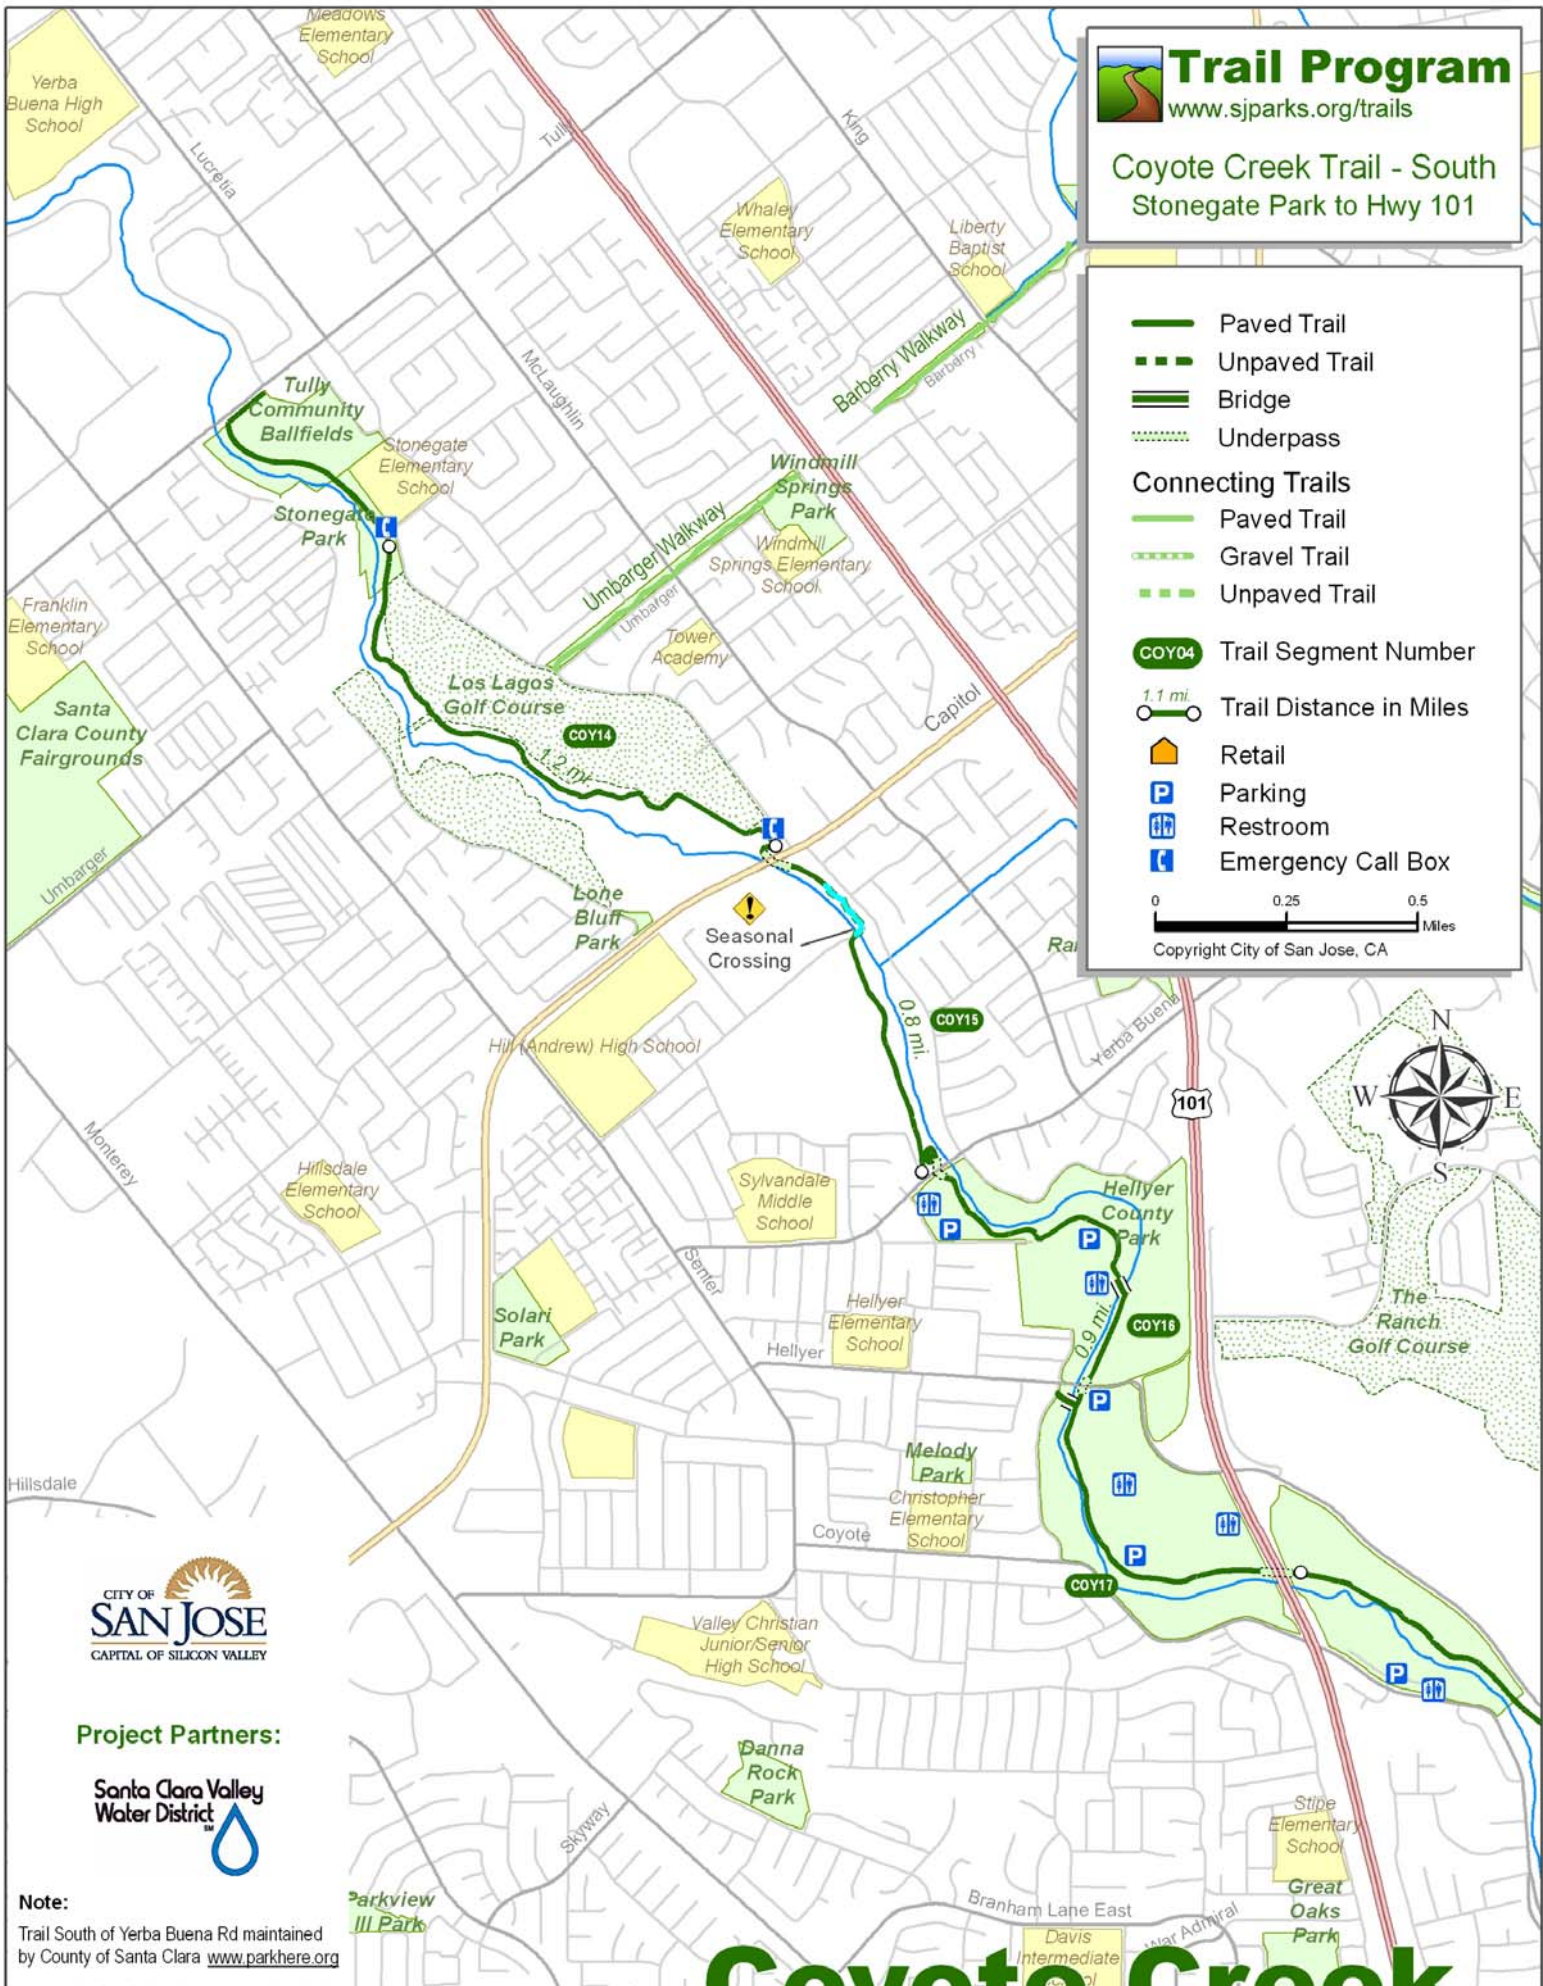 Trail Program
www.sjparks.org/trails
Coyote Creek Trail - South
Stonegate Park to Hwy 101
Paved Trail
Unpaved Trail
Bridge
Underpass
Connecting Trails
Paved Trail
Gravel Trail
Unpaved Trail
COY04 Trail Segment Number
1.1 mi. Trail Distance in Miles
Retail
P Parking
Restroom
Emergency Call Box
0 0.25 0.5
Miles
Copyright City of San Jose, CA
Meadows
Elementary
School
Yerba
Buena High
School
Lucretia
Tully
King
Whaley
Elementary
School
Liberty
Baptist
School
Barberry Walkway
Barberry
McLaughlin
Tully
Community
Ballfields
Stonegate
Elementary
School
Stonegate
Park
Windmill
Springs
Park
Umbarger Walkway
Umbarger
Windmill
Springs Elementary
School
Tower
Academy
Franklin
Elementary
School
Santa
Clara County
Fairgrounds
Los Lagos
Golf Course
COY14
1.2 mi.
Capitol
Umbarger
Lone
Bluff
Park
Seasonal
Crossing
COY15
0.8 mi.
Yerba Buena
101
N
W
E
S
Hill (Andrew) High School
Monterey
Hillsdale
Elementary
School
Sylvandale
Middle
School
Senter
Hellyer
County
Park
P
P
COY16
0.9 mi.
Solari
Park
Hellyer
Elementary
School
Hellyer
The
Ranch
Golf Course
P
Melody
Park
Christopher
Elementary
School
Hillsdale
Coyote
P
COY17
P
Valley Christian
Junior/Senior
High School
Danna
Rock
Park
Skyway
Stipe
Elementary
School
Great
Oaks
Park
Parkview
III Park
Branham Lane East
War Admiral
Davis
Intermediate
CITY OF
SAN JOSE
CAPITAL OF SILICON VALLEY
Project Partners:
Santa Clara Valley
Water District
SM
Note:
Trail South of Yerba Buena Rd maintained
by County of Santa Clara www.parkhere.org
Coyote Creek